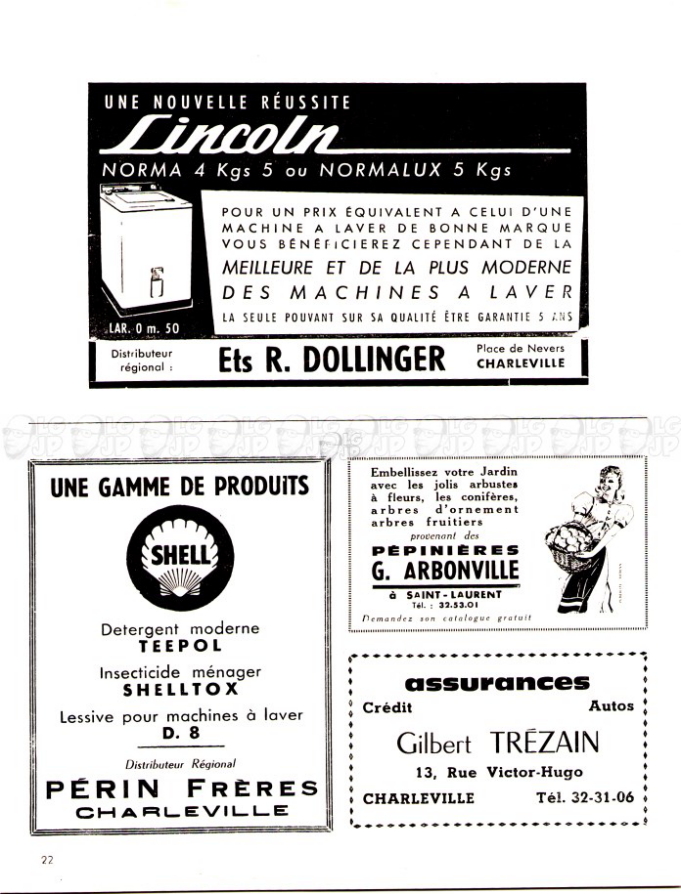 UNE NOUVELLE RÉUSSITE
Lincoln
NORMA 4 Kgs 5 ou NORMALUX 5 Kgs
POUR UN PRIX ÉQUIVALENT A CELUI D'UNE
MACHINE A LAVER DE BONNE MARQUE
VOUS BÉNÉFICIEREZ CEPENDANT DE LA
MEILLEURE ET DE LA PLUS MODERNE
DES MACHINES A LAVER
LA SEULE POUVANT SUR SA QUALITÉ ÊTRE GARANTIE 5 ANS
LAR. 0 m. 50
Distributeur
régional :
Ets R. DOLLINGER
Place de Nevers
CHARLEVILLE
UNE GAMME DE PRODUiTS
SHELL
Detergent moderne
TEEPOL
Insecticide ménager
SHELLTOX
Lessive pour machines à laver
D. 8
Distributeur Régional
PÉRIN FRÈRES
CHARLEVILLE
Embellissez votre Jardin
avec les jolis arbustes
à fleurs, les conifères,
arbres d'ornement
arbres fruitiers
provenant des
PÉPINIÈRES
G. ARBONVILLE
à SAINT-LAURENT
Tél. : 32.53.01
Demandez son catalogue gratuit
assurances
Crédit Autos
Gilbert TRÉZAIN
13, Rue Victor-Hugo
CHARLEVILLE Tél. 32-31-06
22